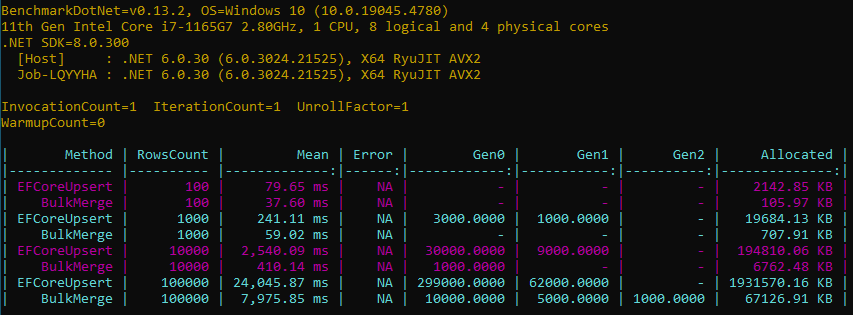 BenchmarkDotNet=v0.13.2, OS=Windows 10 (10.0.19045.4780)
11th Gen Intel Core i7-1165G7 2.80GHz, 1 CPU, 8 logical and 4 physical cores
.NET SDK=8.0.300
  [Host]     : .NET 6.0.30 (6.0.3024.21525), X64 RyuJIT AVX2
  Job-LQYYHA : .NET 6.0.30 (6.0.3024.21525), X64 RyuJIT AVX2

InvocationCount=1  IterationCount=1  UnrollFactor=1
WarmupCount=0

|       Method | RowsCount |         Mean | Error |        Gen0 |       Gen1 |      Gen2 |     Allocated |
|------------- |---------- |-------------:|------:|------------:|-----------:|----------:|--------------:|
| EFCoreUpsert |       100 |     79.65 ms |    NA |           - |          - |         - |    2142.85 KB |
|    BulkMerge |       100 |     37.60 ms |    NA |           - |          - |         - |     105.97 KB |
| EFCoreUpsert |      1000 |    241.11 ms |    NA |   3000.0000 |  1000.0000 |         - |   19684.13 KB |
|    BulkMerge |      1000 |     59.02 ms |    NA |           - |          - |         - |     707.91 KB |
| EFCoreUpsert |     10000 |  2,540.09 ms |    NA |  30000.0000 |  9000.0000 |         - |  194810.06 KB |
|    BulkMerge |     10000 |    410.14 ms |    NA |   1000.0000 |          - |         - |    6762.48 KB |
| EFCoreUpsert |    100000 | 24,045.87 ms |    NA | 299000.0000 | 62000.0000 |         - | 1931570.16 KB |
|    BulkMerge |    100000 |  7,975.85 ms |    NA |  10000.0000 |  5000.0000 | 1000.0000 |   67126.91 KB |